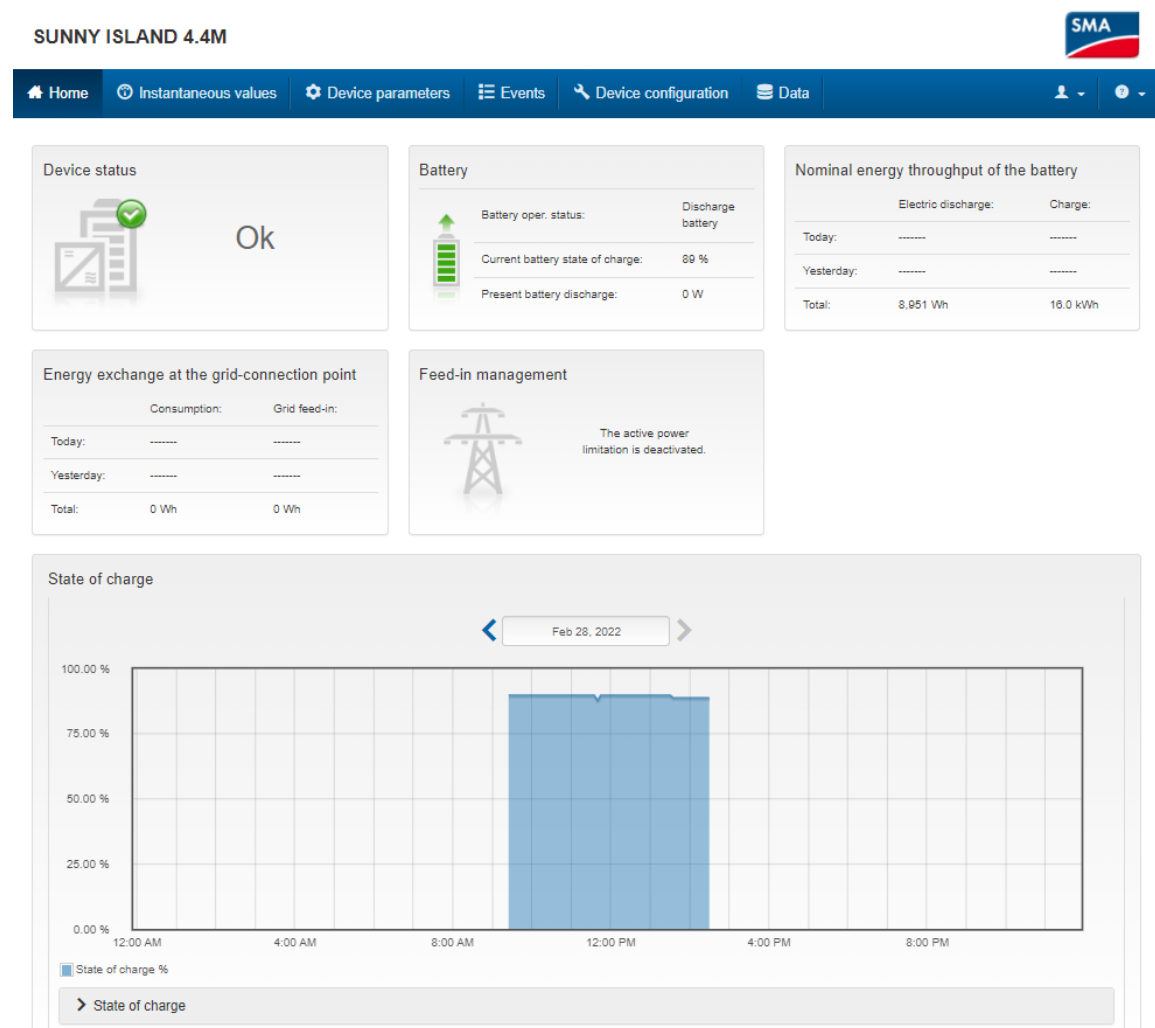 SUNNY ISLAND 4.4M
SMA
Home Instantaneous values Device parameters Events Device configuration Data
Device status
Ok
Battery
Battery oper. status: Discharge battery
Current battery state of charge: 89 %
Present battery discharge: 0 W
Nominal energy throughput of the battery
Electric discharge: Charge:
Today: ------- -------
Yesterday: ------- -------
Total: 8,951 Wh 16.0 kWh
Energy exchange at the grid-connection point
Consumption: Grid feed-in:
Today: ------- -------
Yesterday: ------- -------
Total: 0 Wh 0 Wh
Feed-in management
The active power
limitation is deactivated.
State of charge
Feb 28, 2022
100.00 %
75.00 %
50.00 %
25.00 %
0.00 %
12:00 AM 4:00 AM 8:00 AM 12:00 PM 4:00 PM 8:00 PM
State of charge %
State of charge